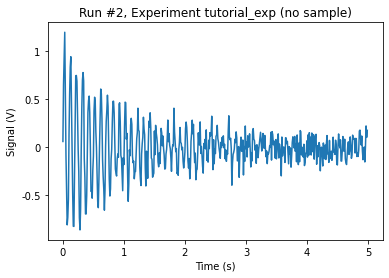 Run #2, Experiment tutorial_exp (no sample)
Signal (V)
1
0.5
0
-0.5
0 1 2 3 4 5
Time (s)